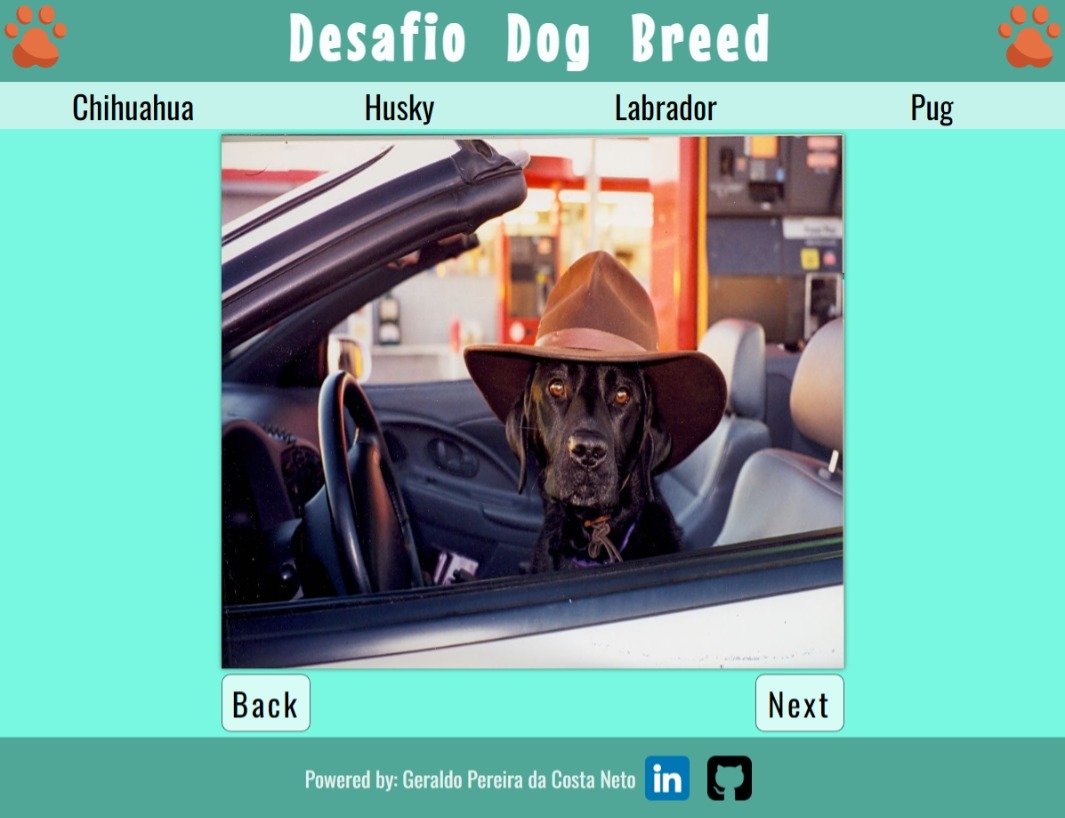 Desafio Dog Breed
Chihuahua Husky Labrador Pug
Back Next
Powered by: Geraldo Pereira da Costa Neto in